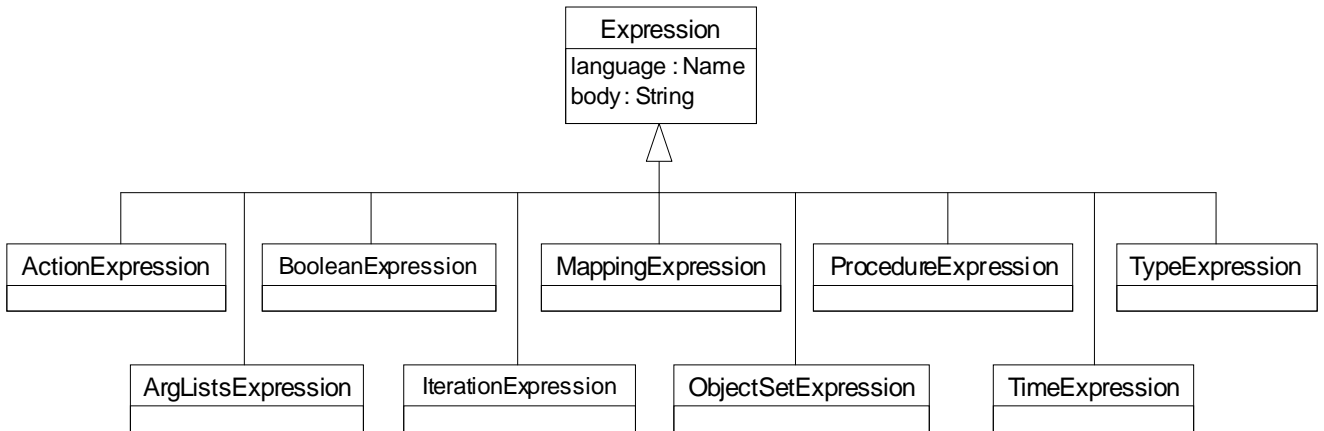 Expression
language : Name
body : String
ActionExpression
BooleanExpression
MappingExpression
ProcedureExpression
TypeExpression
ArgListsExpression
IterationExpression
ObjectSetExpression
TimeExpression